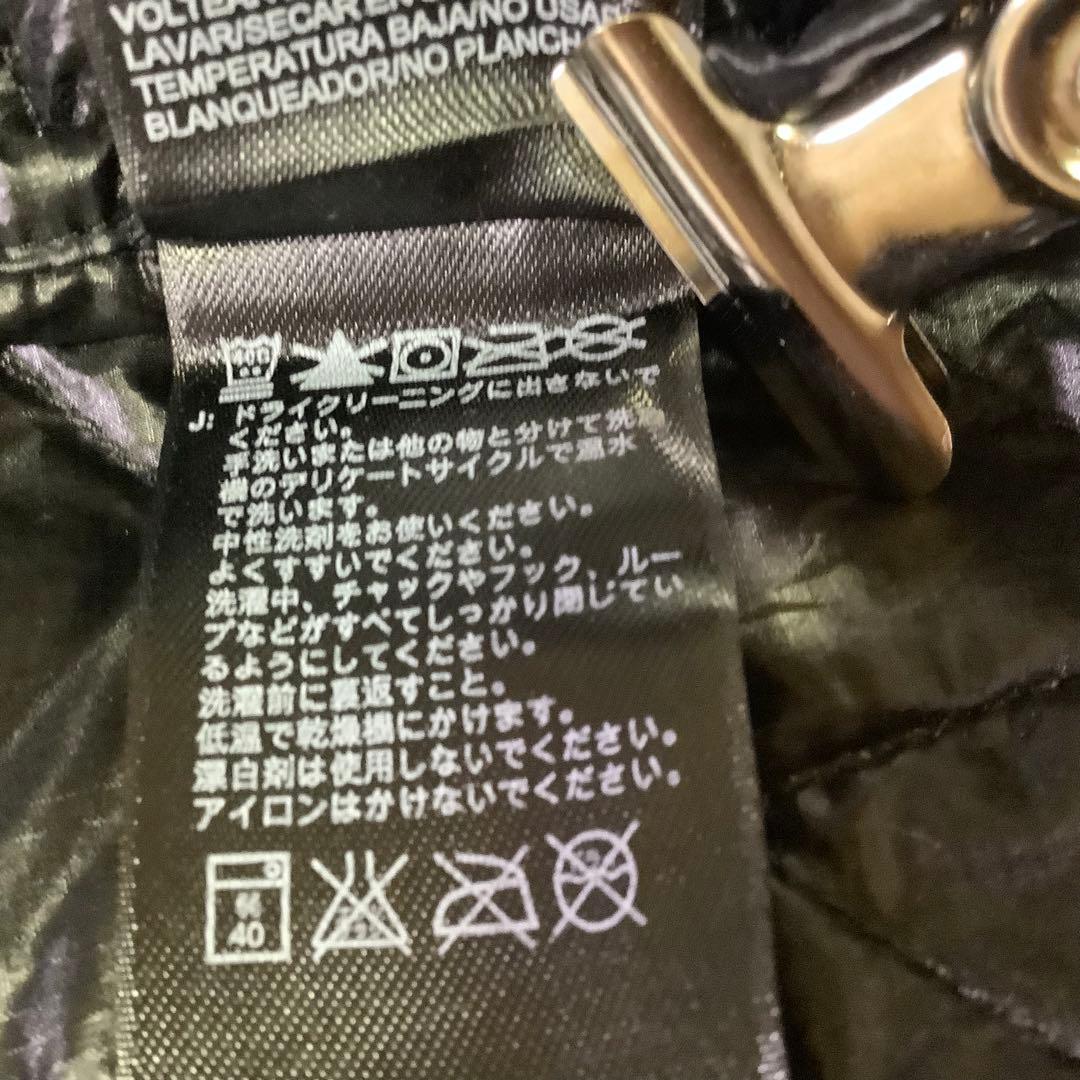 LAVAR/SECAR EN
TEMPERATURA BAJA/NO USAR
BLANQUEADOR/NO PLANCH
J: ドライクリーニングに出さないで
ください。
手洗いまたは他の物と分けて洗濯
機のデリケートサイクルで温水
で洗います。
中性洗剤をお使いください。
よくすすいでください。
洗濯中、チャックやフック、ルー
プなどがすべてしっかり閉じてい
るようにしてください。
洗濯前に裏返すこと。
低温で乾燥機にかけます。
漂白剤は使用しないでください。
アイロンはかけないでください。
40